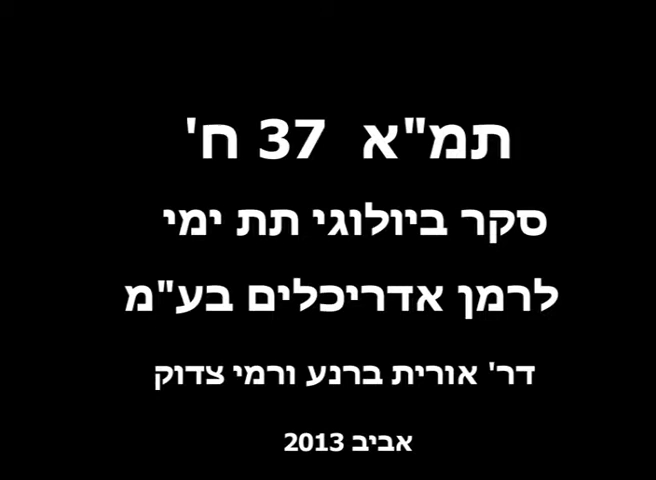 תמ"א 37 ח'
סקר ביולוגי תת ימי
לרמן אדריכלים בע"מ
דר' אורית ברנע ורמי צדוק
אביב 2013